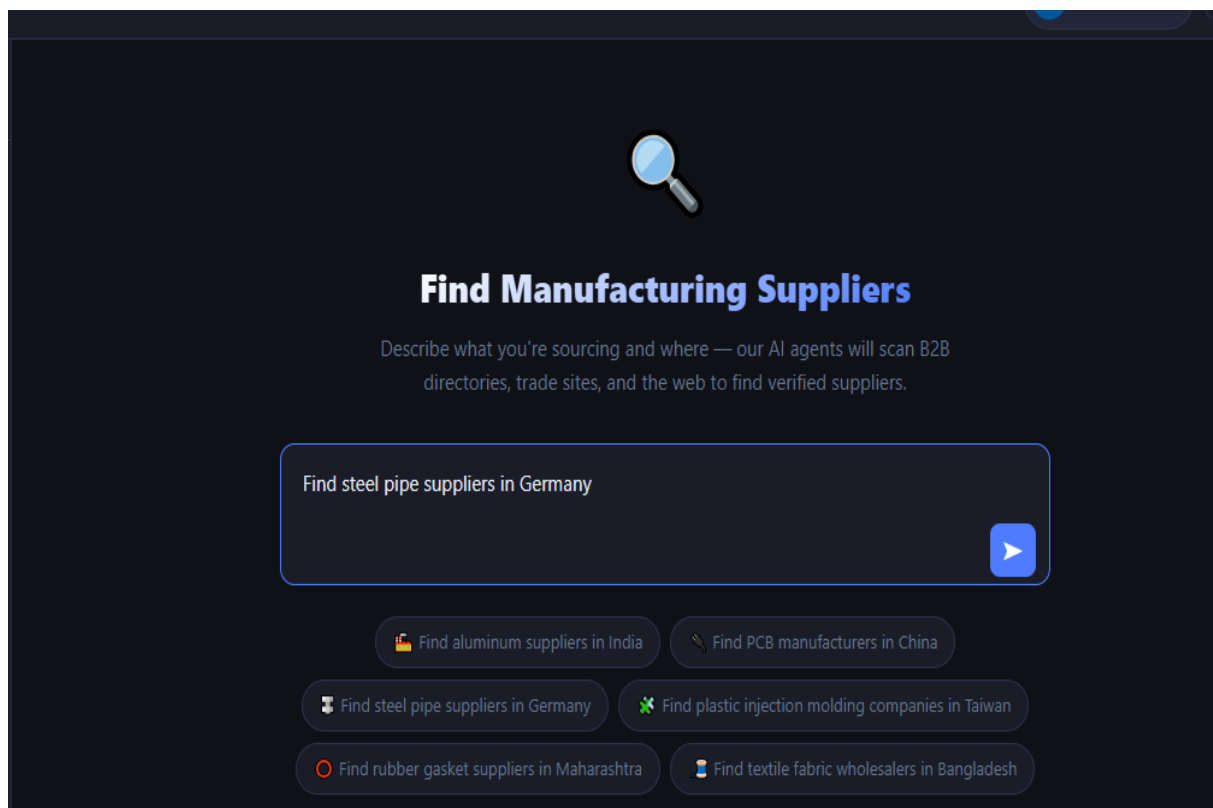 Find Manufacturing Suppliers
Describe what you're sourcing and where — our AI agents will scan B2B
directories, trade sites, and the web to find verified suppliers.
Find steel pipe suppliers in Germany
Find aluminum suppliers in India
Find PCB manufacturers in China
Find steel pipe suppliers in Germany
Find plastic injection molding companies in Taiwan
Find rubber gasket suppliers in Maharashtra
Find textile fabric wholesalers in Bangladesh